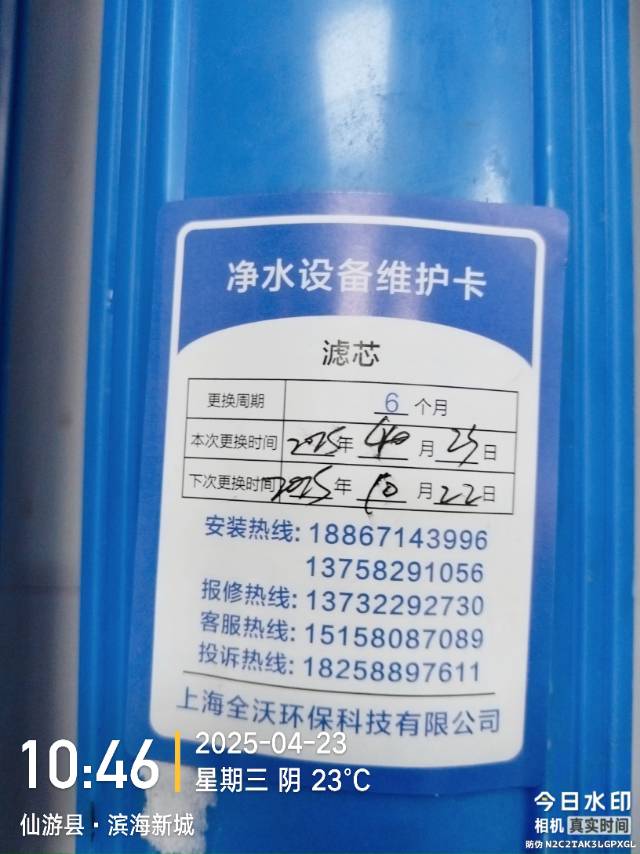 净水设备维护卡
滤芯
更换周期 6 个月
本次更换时间 2025年 月 23日
下次更换时间 2025年 10月 22日
安装热线: 18867143996
13758291056
报修热线: 13732292730
客服热线: 15158087089
投诉热线: 18258897611
上海全沃环保科技有限公司
10:46
2025-04-23
星期三 阴 23℃
仙游县·滨海新城
今日水印
相机 真实时间
防伪 N2C2TAK3LGPXGL